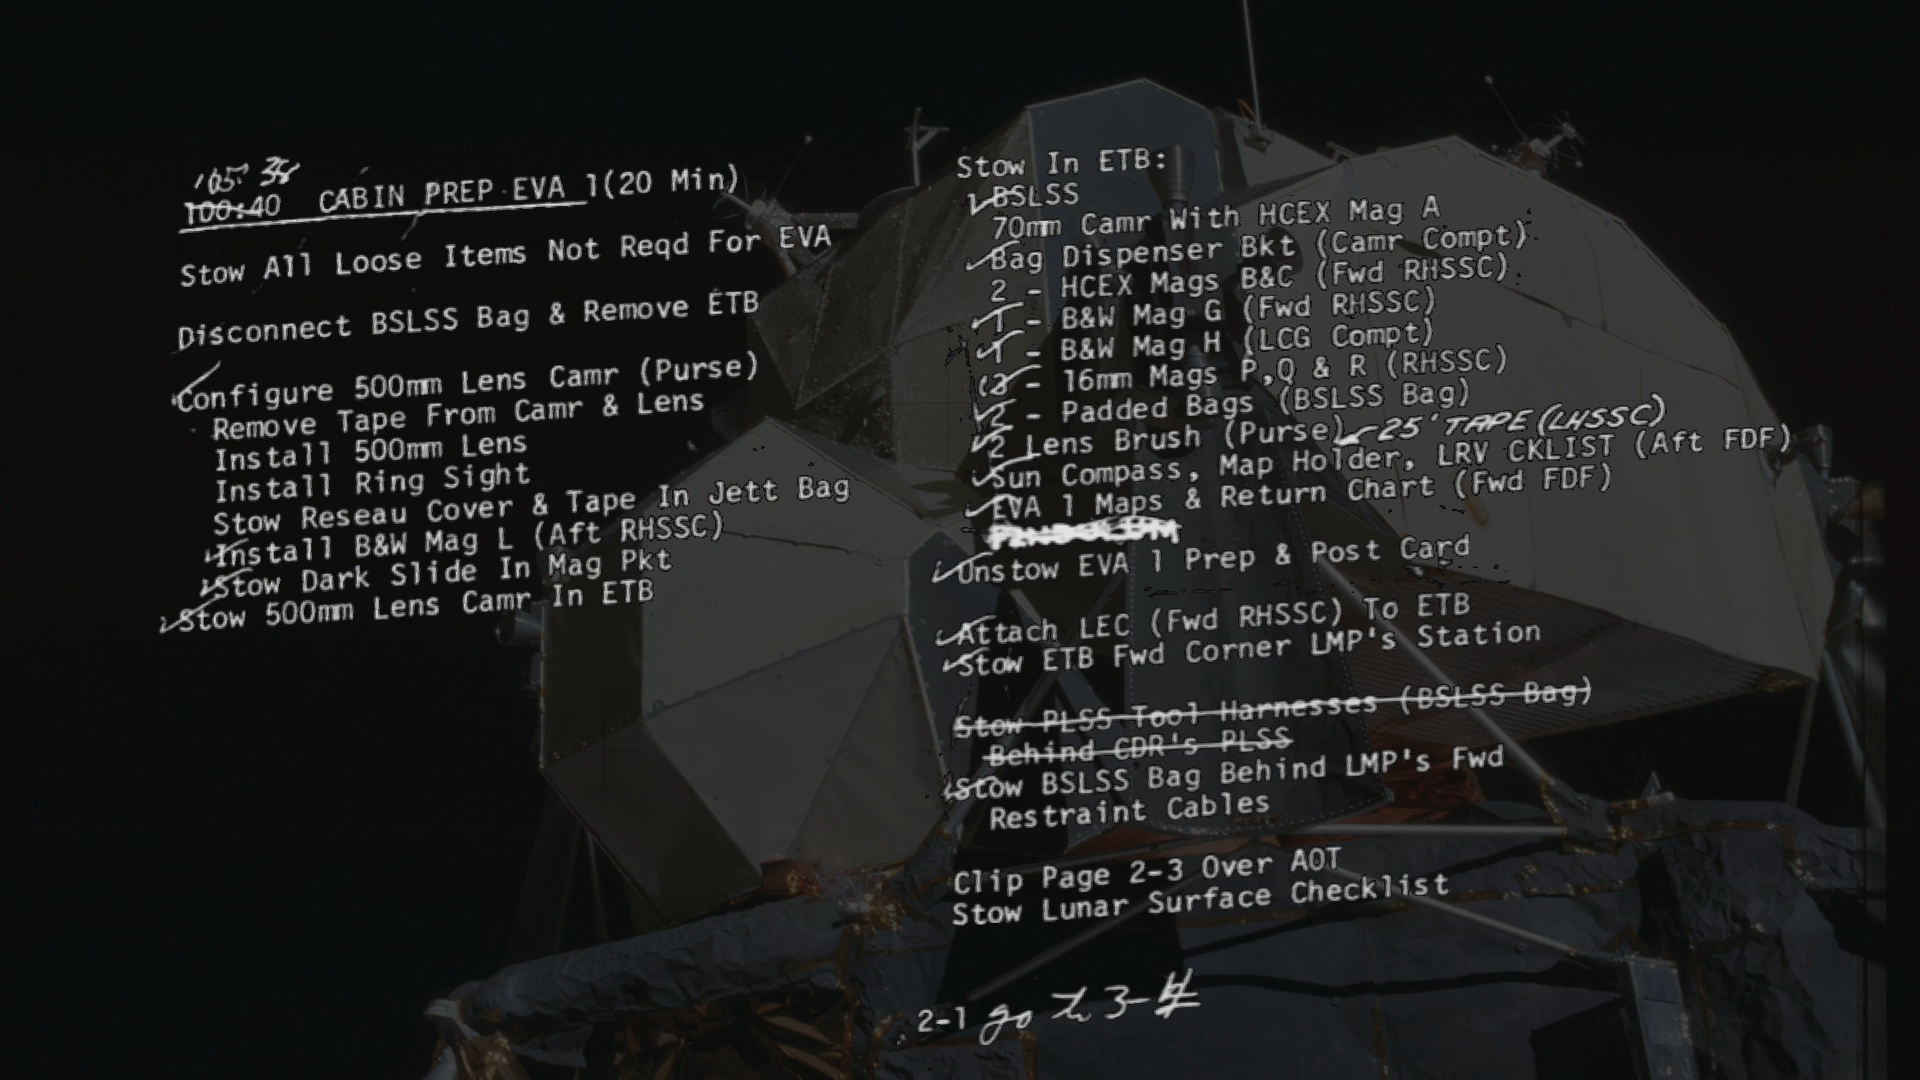 105:38
100:40 CABIN PREP EVA 1(20 Min)
Stow All Loose Items Not Reqd For EVA
Disconnect BSLSS Bag & Remove ETB
Configure 500mm Lens Camr (Purse)
Remove Tape From Camr & Lens
Install 500mm Lens
Install Ring Sight
Stow Reseau Cover & Tape In Jett Bag
Install B&W Mag L (Aft RHSSC)
Stow Dark Slide In Mag Pkt
Stow 500mm Lens Camr In ETB
Stow In ETB:
BSLSS
70mm Camr With HCEX Mag A
Bag Dispenser Bkt (Camr Compt)
2 - HCEX Mags B&C (Fwd RHSSC)
1 - B&W Mag G (Fwd RHSSC)
1 - B&W Mag H (LCG Compt)
3 - 16mm Mags P,Q & R (RHSSC)
2 - Padded Bags (BSLSS Bag)
2 Lens Brush (Purse) 25' TAPE (LHSSC)
Sun Compass, Map Holder, LRV CKLIST (Aft FDF)
EVA 1 Maps & Return Chart (Fwd FDF)
Unstow EVA 1 Prep & Post Card
Attach LEC (Fwd RHSSC) To ETB
Stow ETB Fwd Corner LMP's Station
Stow PLSS Tool Harnesses (BSLSS Bag)
Behind CDR's PLSS
Stow BSLSS Bag Behind LMP's Fwd
Restraint Cables
Clip Page 2-3 Over AOT
Stow Lunar Surface Checklist
2-1 go to 3-4